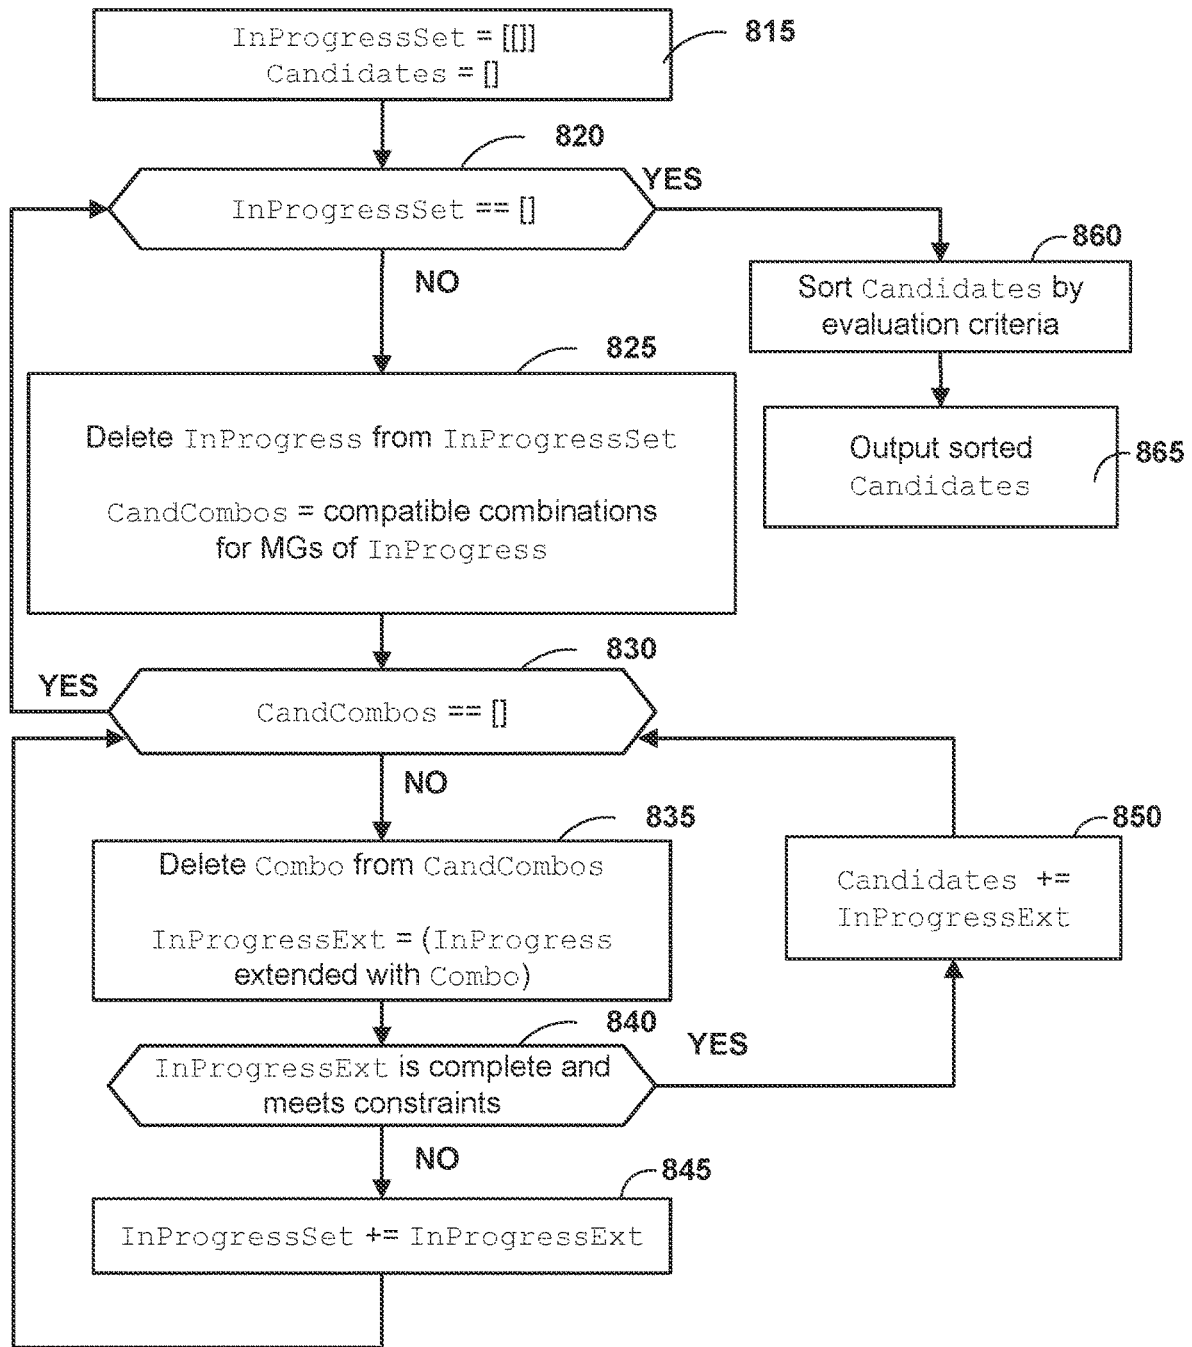 InProgressSet = [[]]
Candidates = []
815
820
InProgressSet == []
YES
NO
860
Sort Candidates by
evaluation criteria
825
Delete InProgress from InProgressSet
CandCombos = compatible combinations
for MGs of InProgress
Output sorted
Candidates
865
830
YES
CandCombos == []
NO
835
Delete Combo from CandCombos
InProgressExt = (InProgress
extended with Combo)
850
Candidates +=
InProgressExt
840
InProgressExt is complete and
meets constraints
YES
NO
845
InProgressSet += InProgressExt